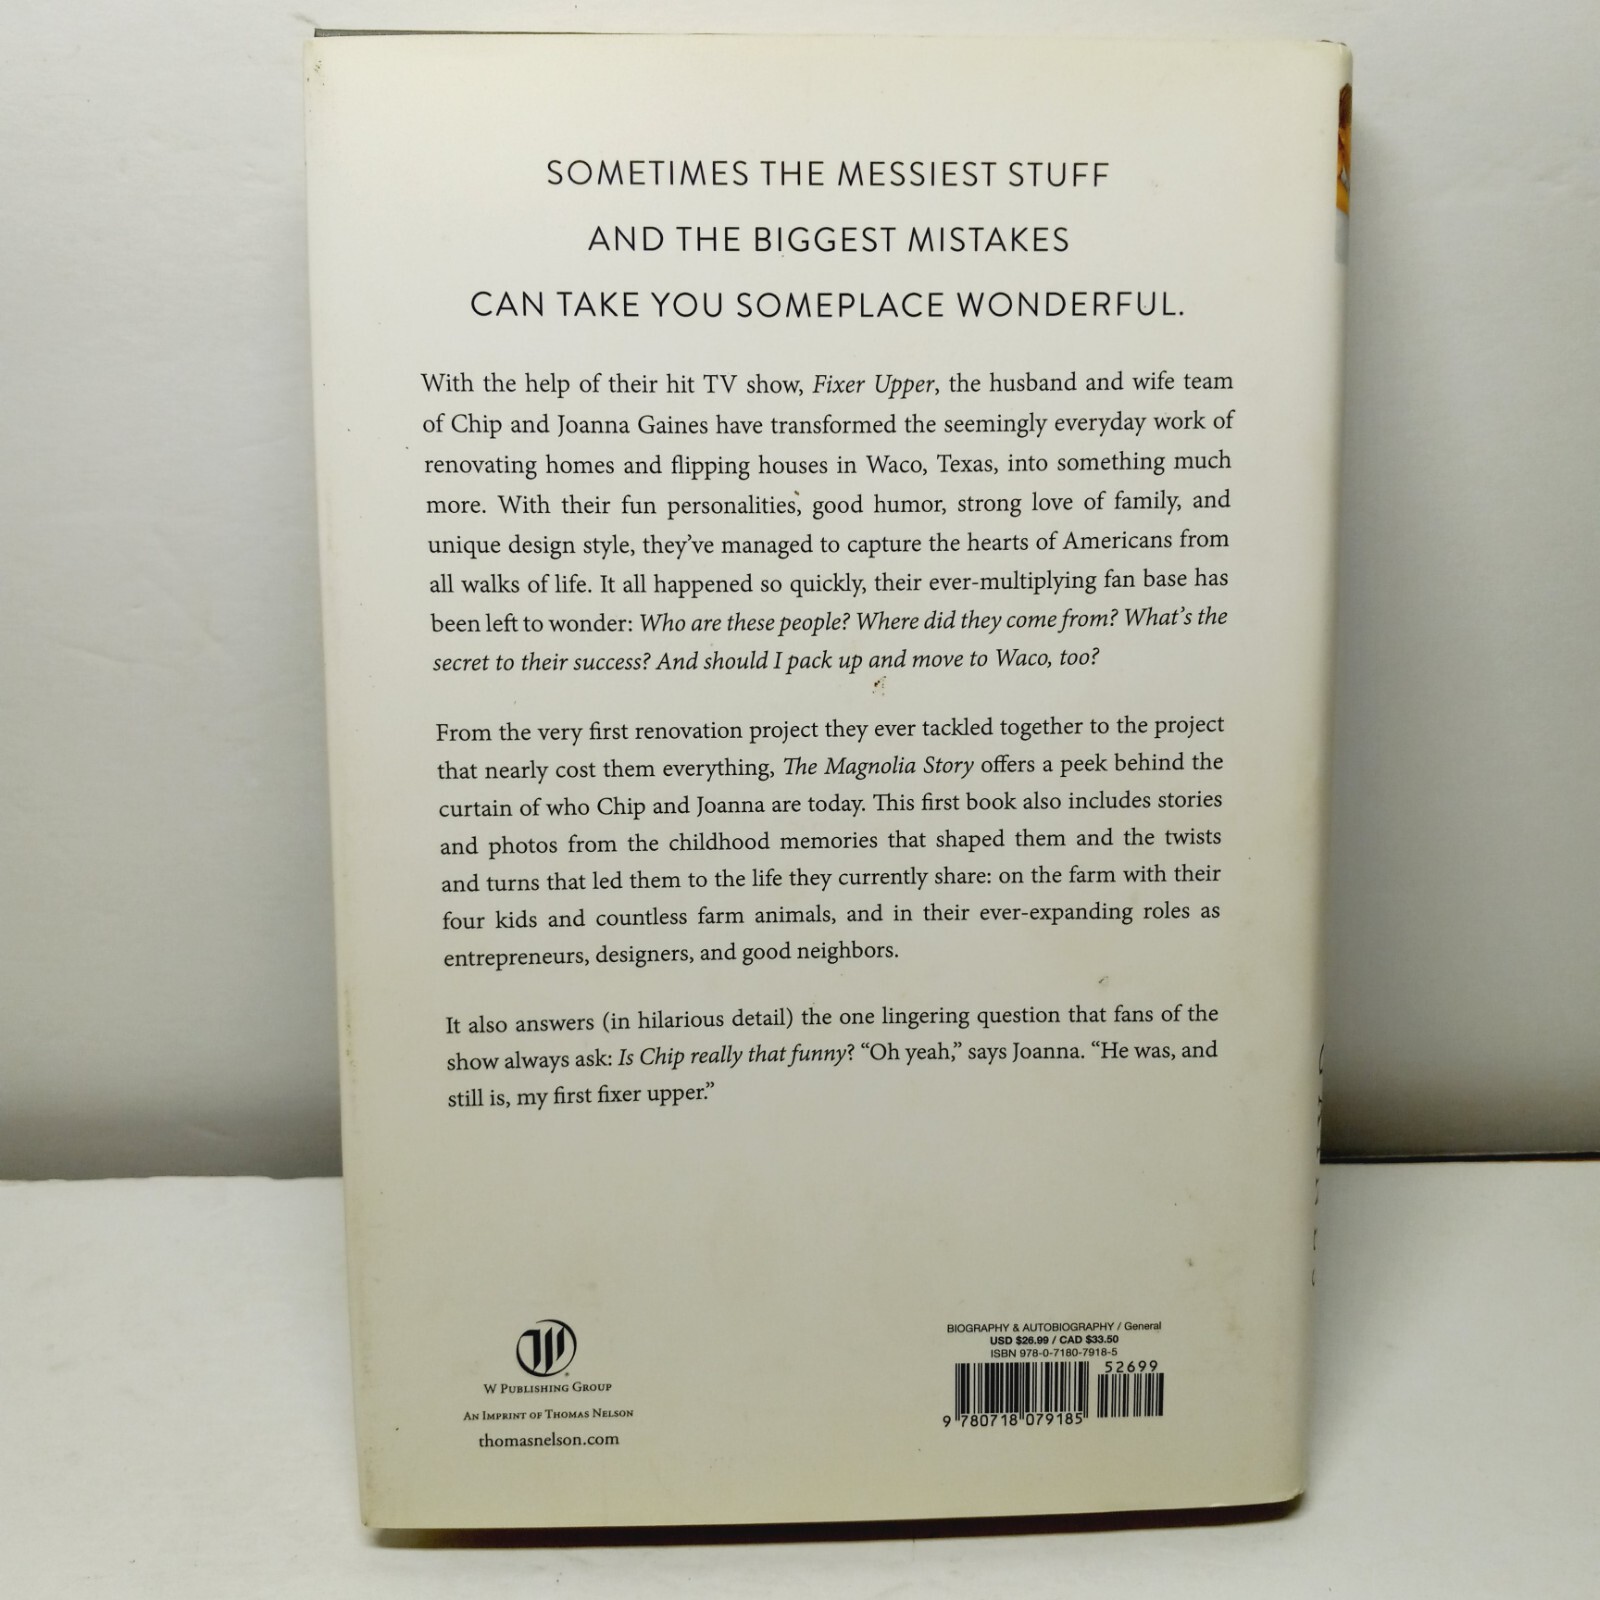 SOMETIMES THE MESSIEST STUFF
AND THE BIGGEST MISTAKES
CAN TAKE YOU SOMEPLACE WONDERFUL.
With the help of their hit TV show, Fixer Upper, the husband and wife team
of Chip and Joanna Gaines have transformed the seemingly everyday work of
renovating homes and flipping houses in Waco, Texas, into something much
more. With their fun personalities, good humor, strong love of family, and
unique design style, they've managed to capture the hearts of Americans from
all walks of life. It all happened so quickly, their ever-multiplying fan base has
been left to wonder: Who are these people? Where did they come from? What's the
secret to their success? And should I pack up and move to Waco, too?
From the very first renovation project they ever tackled together to the project
that nearly cost them everything, The Magnolia Story offers a peek behind the
curtain of who Chip and Joanna are today. This first book also includes stories
and photos from the childhood memories that shaped them and the twists
and turns that led them to the life they currently share: on the farm with their
four kids and countless farm animals, and in their ever-expanding roles as
entrepreneurs, designers, and good neighbors.
It also answers (in hilarious detail) the one lingering question that fans of the
show always ask: Is Chip really that funny? “Oh yeah,” says Joanna. “He was, and
still is, my first fixer upper.”
W
W PUBLISHING GROUP
AN IMPRINT OF THOMAS NELSON
thomasnelson.com
BIOGRAPHY & AUTOBIOGRAPHY / General
USD $26.99 / CAD $33.50
ISBN 978-0-7180-7918-5
52699
9 780718 079185